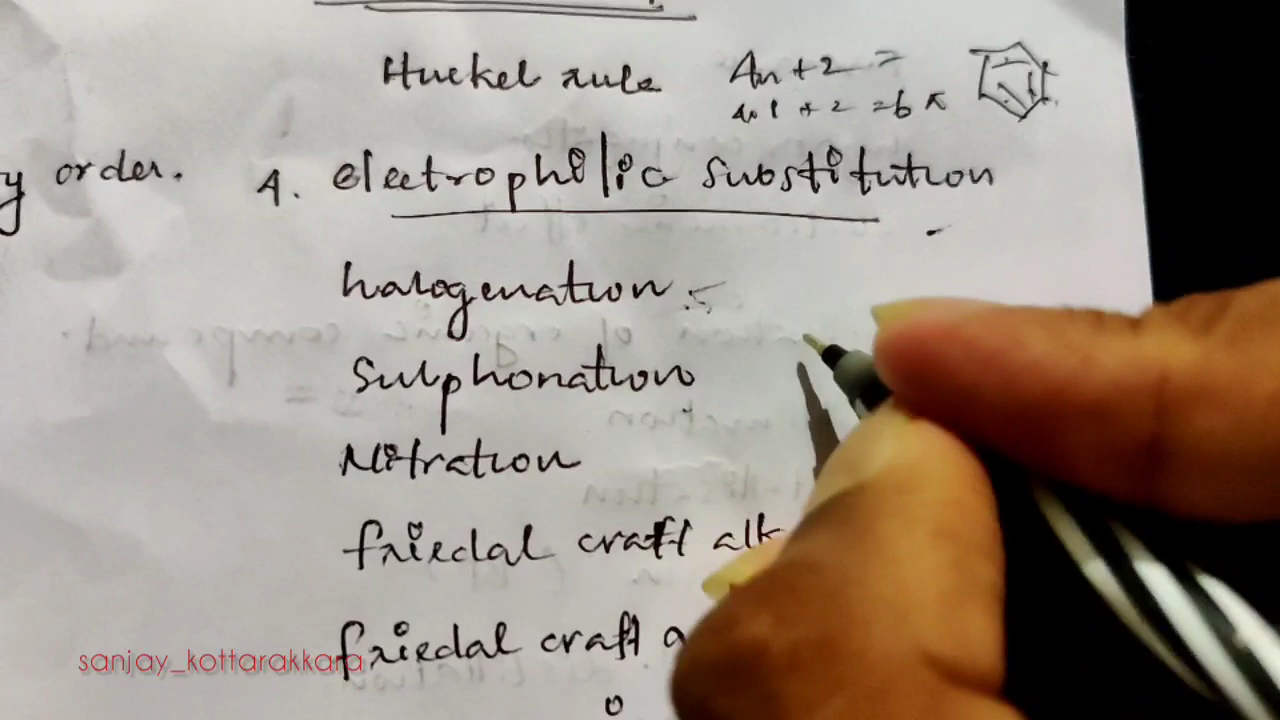 Huckel rule 4n+2 =
4×1 + 2 = 6 π
y order. 4. electrophilic substitution
halogenation
sulphonation
Nitration
friedal craft alk
friedal craft a
sanjay_kottarakkara